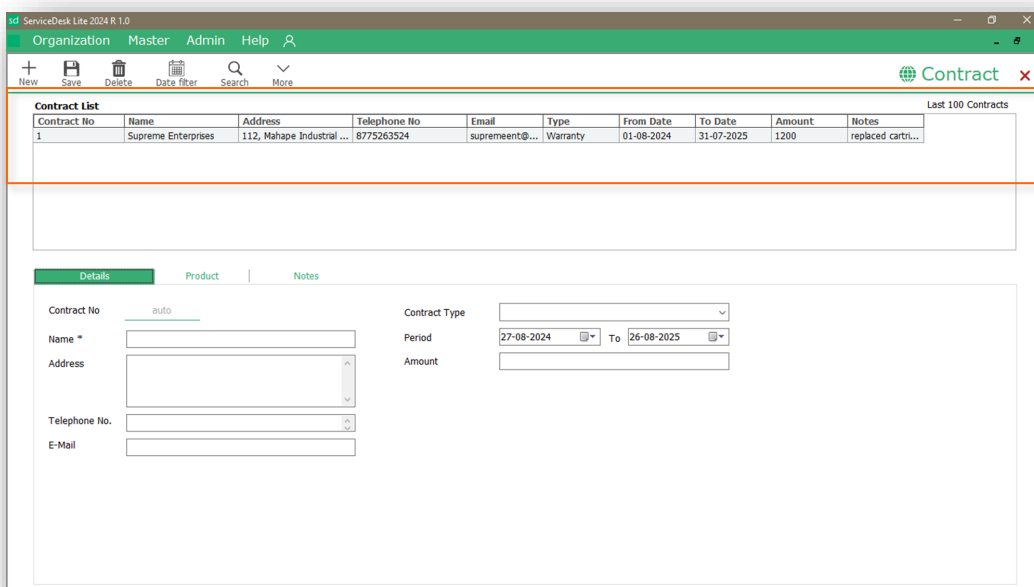 sd ServiceDesk Lite 2024 R 1.0
Organization Master Admin Help
New Save Delete Date filter Search More
Contract
Contract List Last 100 Contracts
Contract No Name Address Telephone No Email Type From Date To Date Amount Notes
1 Supreme Enterprises 112, Mahape Industrial ... 8775263524 supremeent@... Warranty 01-08-2024 31-07-2025 1200 replaced cartri...
Details Product Notes
Contract No auto Contract Type
Name * Period 27-08-2024 To 26-08-2025
Address Amount
Telephone No.
E-Mail